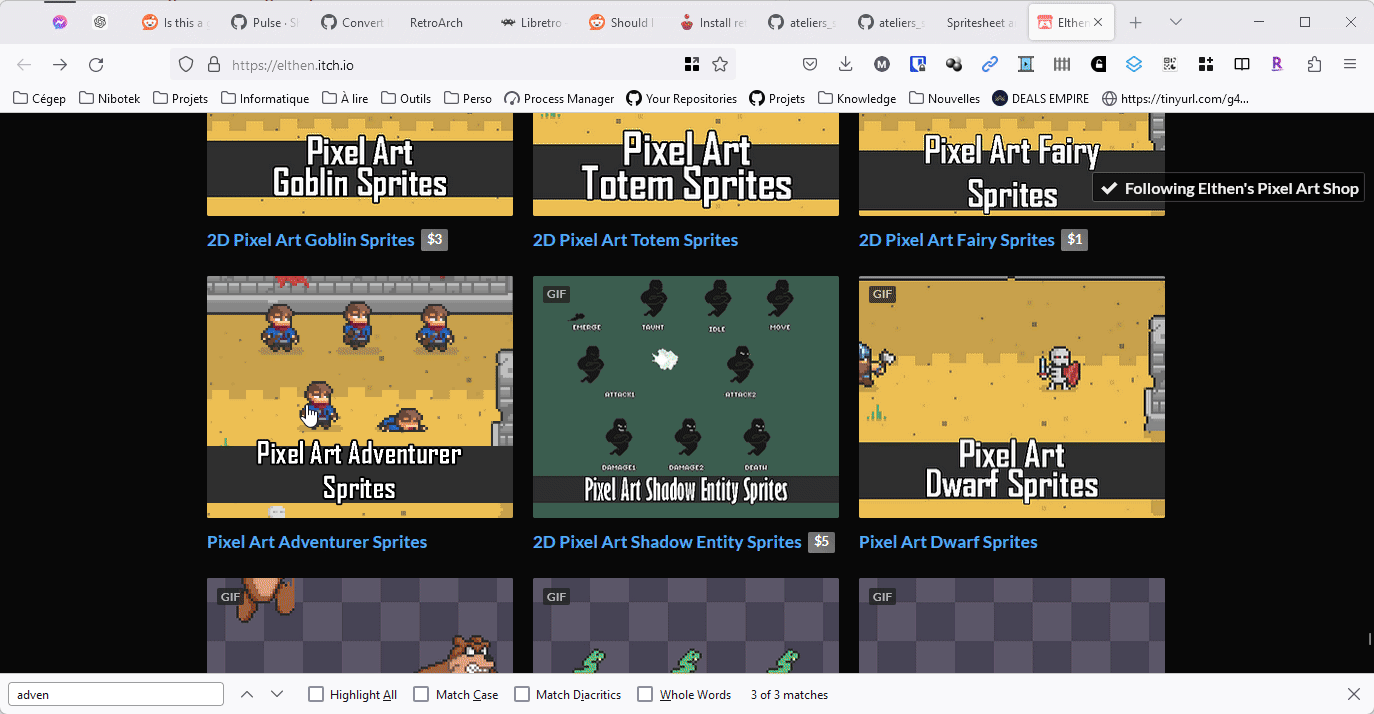 Is this a g
Pulse · S
Convert
RetroArch
Libretro
Should
Install re
ateliers_s
ateliers_s
Spritesheet a
Elthen
https://elthen.itch.io
Cégep
Nibotek
Projets
Informatique
À lire
Outils
Perso
Process Manager
Your Repositories
Projets
Knowledge
Nouvelles
DEALS EMPIRE
https://tinyurl.com/g4...
Pixel Art
Goblin Sprites
Pixel Art
Totem Sprites
Pixel Art Fairy
Sprites
Following Elthen's Pixel Art Shop
2D Pixel Art Goblin Sprites $3
2D Pixel Art Totem Sprites
2D Pixel Art Fairy Sprites $1
Pixel Art Adventurer
Sprites
GIF
EMERGE TAUNT IDLE MOVE
ATTACK1 ATTACK2
DAMAGE1 DAMAGE2 DEATH
Pixel Art Shadow Entity Sprites
GIF
Pixel Art
Dwarf Sprites
Pixel Art Adventurer Sprites
2D Pixel Art Shadow Entity Sprites $5
Pixel Art Dwarf Sprites
GIF
GIF
GIF
adven
Highlight All
Match Case
Match Diacritics
Whole Words
3 of 3 matches